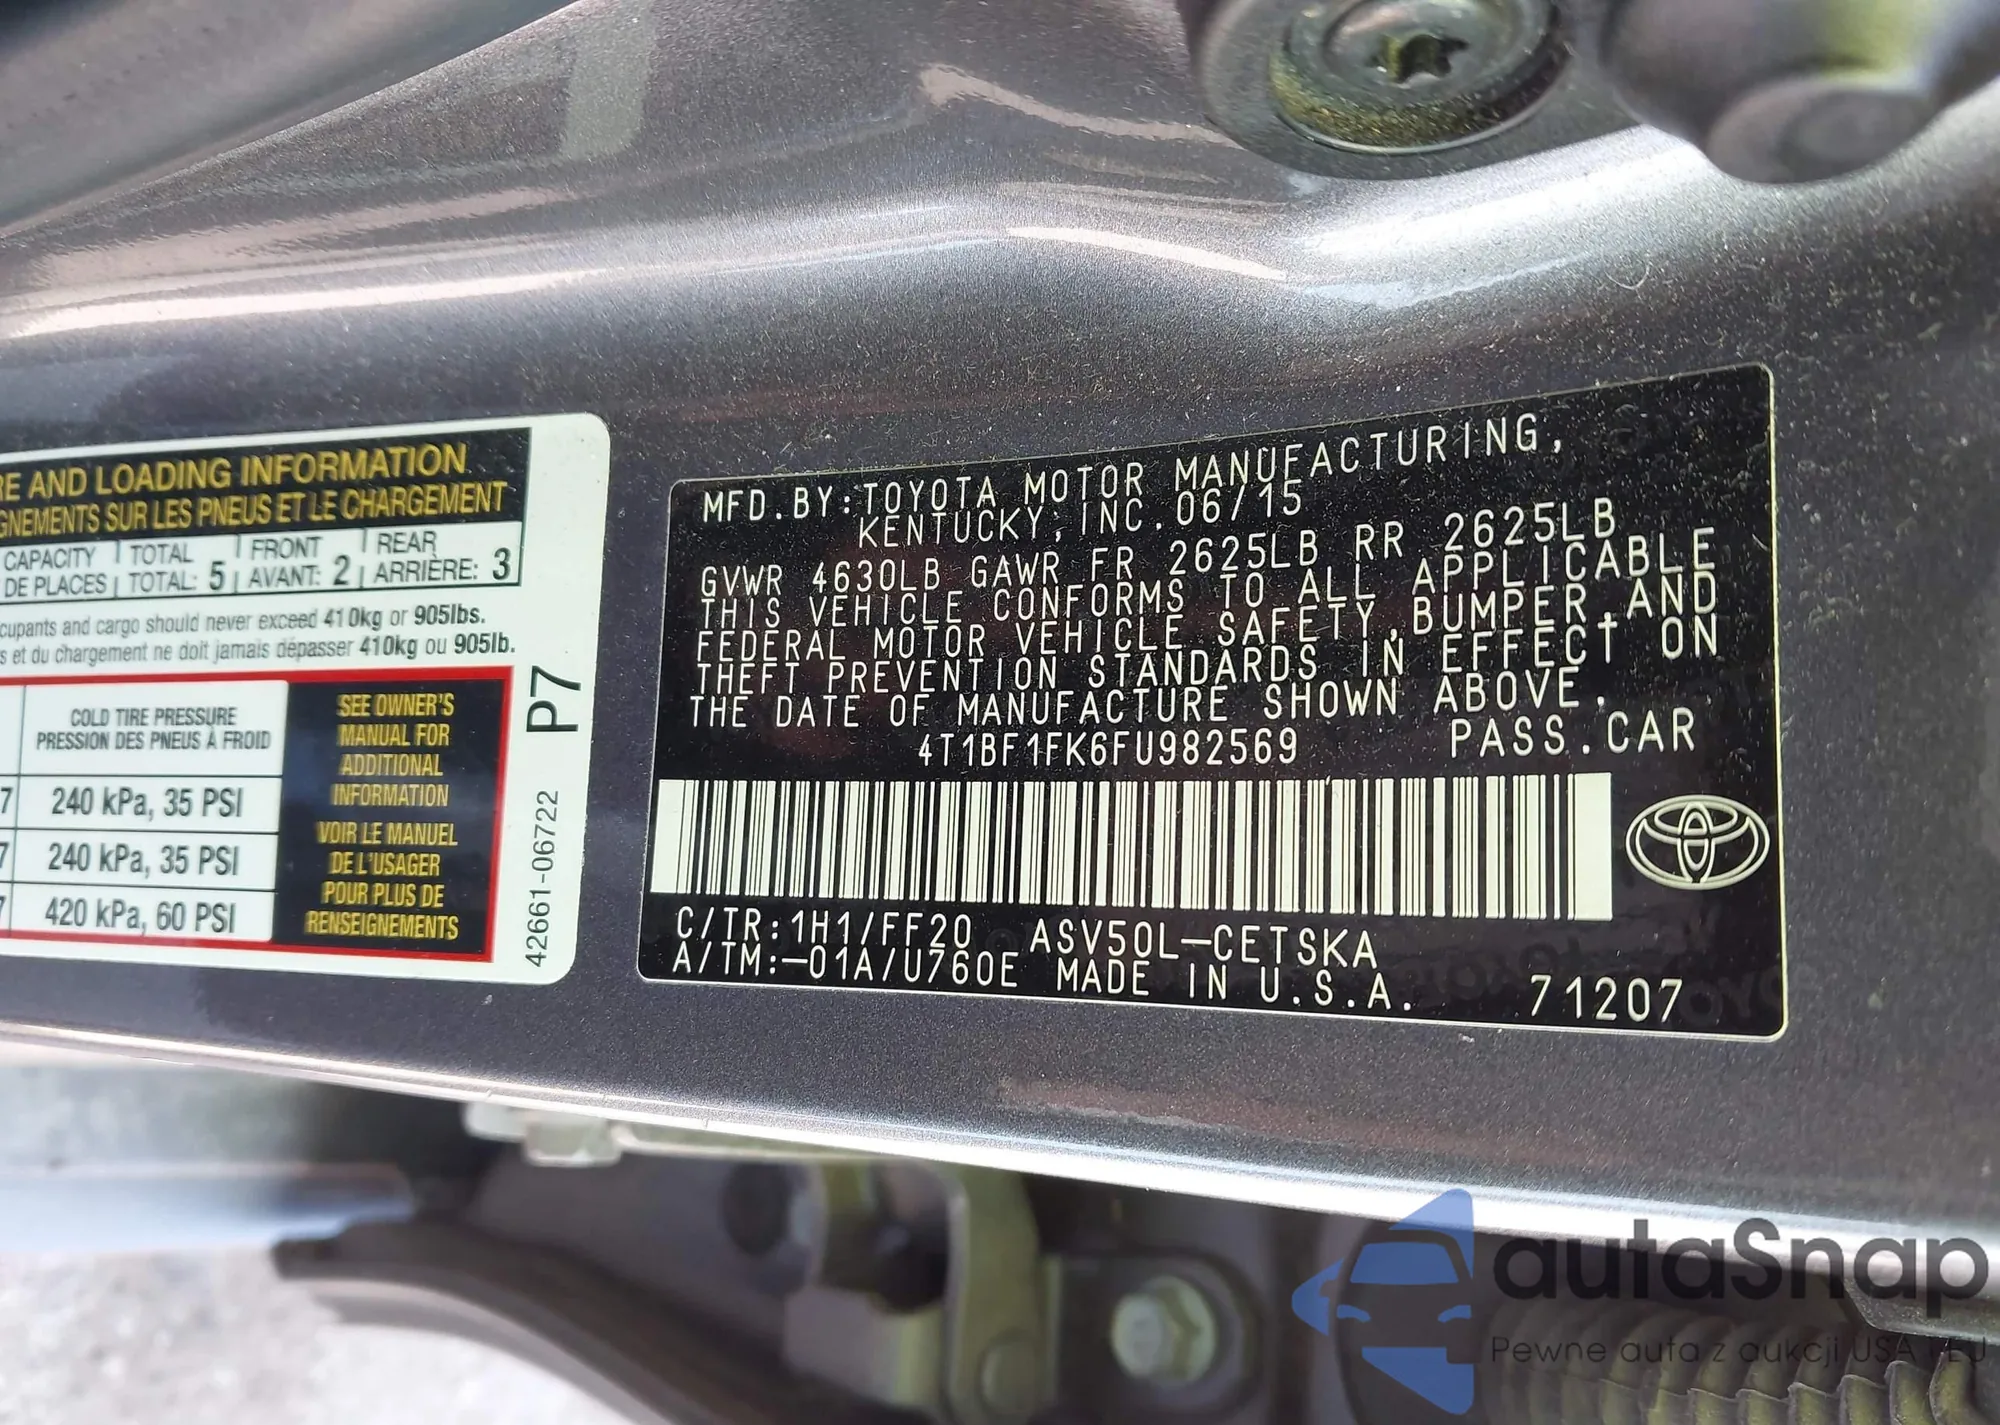 RE AND LOADING INFORMATION
GNEMENTS SUR LES PNEUS ET LE CHARGEMENT
CAPACITY TOTAL FRONT REAR
DE PLACES TOTAL: 5 AVANT: 2 ARRIÈRE: 3
cupants and cargo should never exceed 410kg or 905lbs.
s et du chargement ne doit jamais dépasser 410kg ou 905lb.
COLD TIRE PRESSURE
PRESSION DES PNEUS À FROID
7 240 kPa, 35 PSI
7 240 kPa, 35 PSI
7 420 kPa, 60 PSI
SEE OWNER'S
MANUAL FOR
ADDITIONAL
INFORMATION
VOIR LE MANUEL
DE L'USAGER
POUR PLUS DE
RENSEIGNEMENTS
42661-06722 P7
MFD.BY:TOYOTA MOTOR MANUFACTURING,
KENTUCKY, INC.06/15
GVWR 4630LB GAWR FR 2625LB RR 2625LB
THIS VEHICLE CONFORMS TO ALL APPLICABLE
FEDERAL MOTOR VEHICLE SAFETY,BUMPER,AND
THEFT PREVENTION STANDARDS IN EFFECT ON
THE DATE OF MANUFACTURE SHOWN ABOVE.
4T1BF1FK6FU982569 PASS.CAR
C/TR:1H1/FF20 ASV50L-CETSKA
A/TM:-01A/U760E MADE IN U.S.A. 71207
autaSnap
Pewne auta z aukcji USA i EU